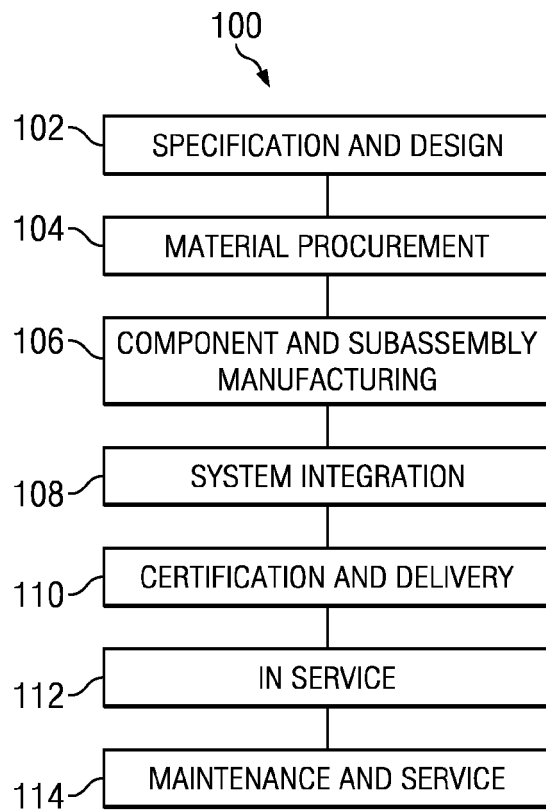 100
102
SPECIFICATION AND DESIGN
104
MATERIAL PROCUREMENT
106
COMPONENT AND SUBASSEMBLY
MANUFACTURING
108
SYSTEM INTEGRATION
110
CERTIFICATION AND DELIVERY
112
IN SERVICE
114
MAINTENANCE AND SERVICE